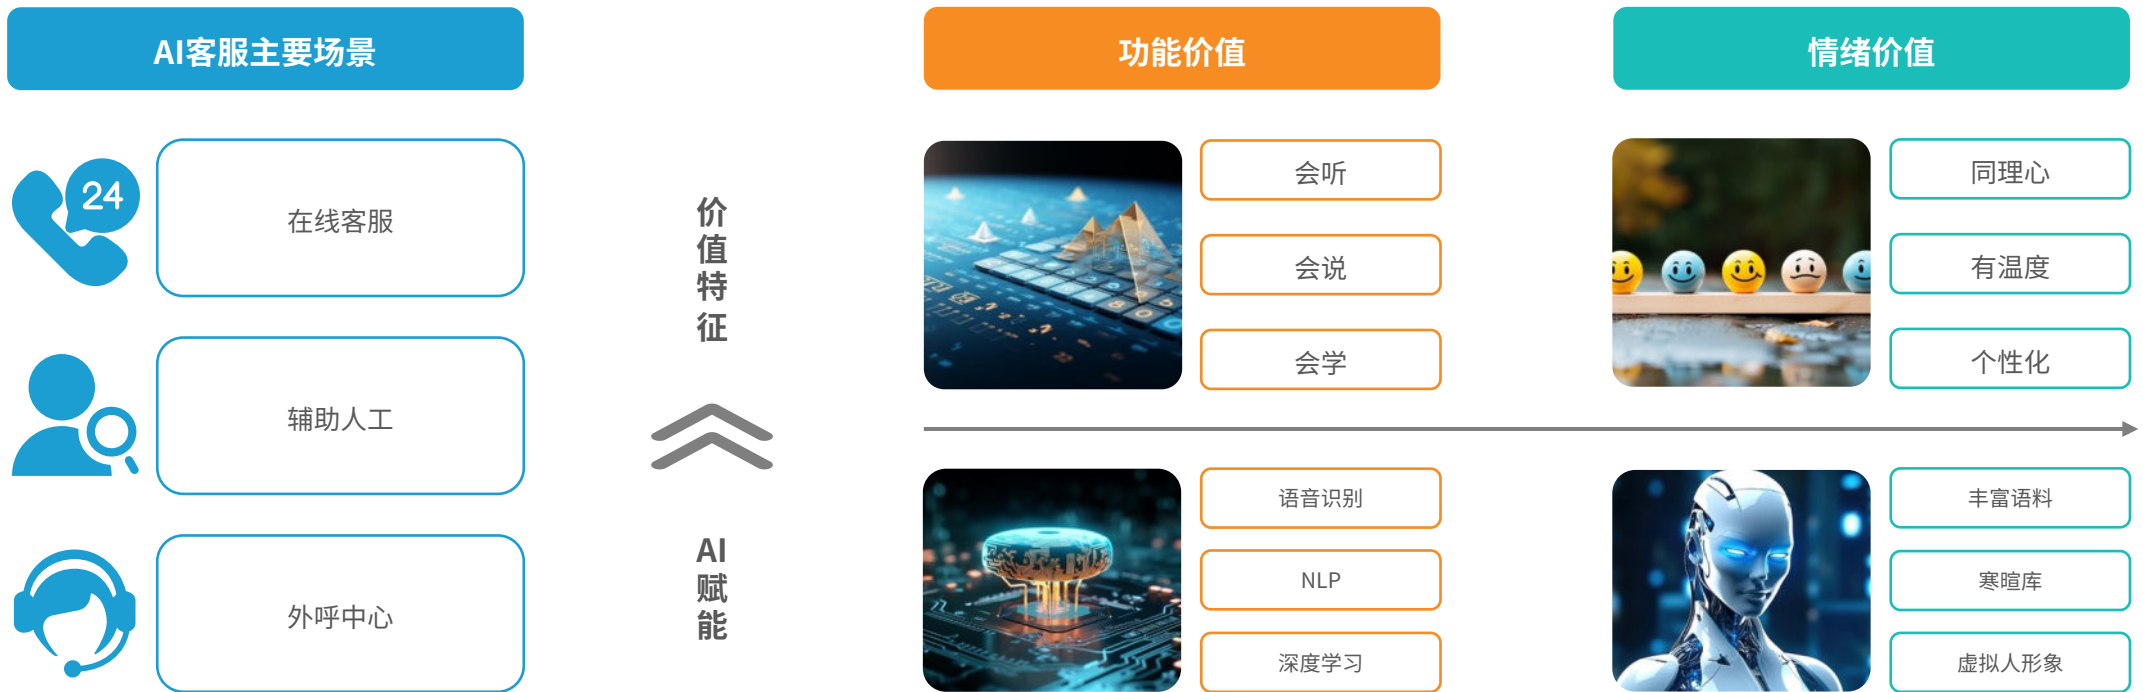 AI客服主要场景
功能价值
情绪价值
24
在线客服
辅助人工
外呼中心
价值特征
AI赋能
会听
会说
会学
同理心
有温度
个性化
语音识别
NLP
深度学习
丰富语料
寒暄库
虚拟人形象